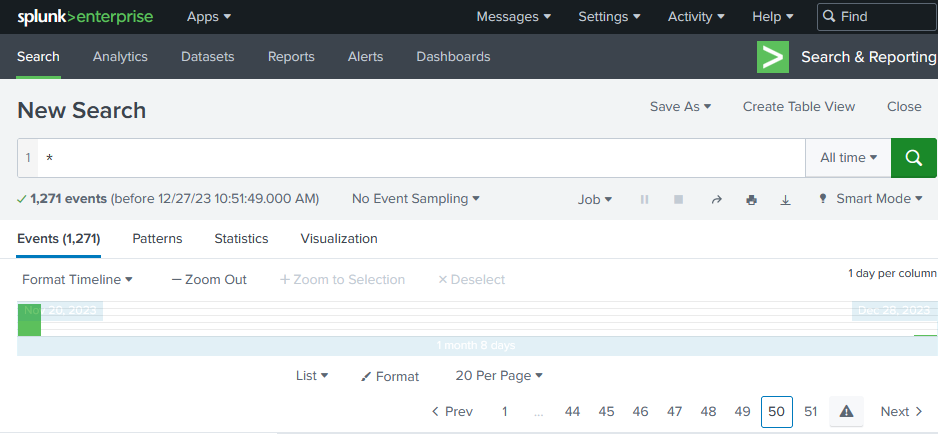 splunk>enterprise Apps Messages Settings Activity Help Find
Search Analytics Datasets Reports Alerts Dashboards > Search & Reporting
New Search Save As Create Table View Close
1 * All time
1,271 events (before 12/27/23 10:51:49.000 AM) No Event Sampling Job Smart Mode
Events (1,271) Patterns Statistics Visualization
Format Timeline — Zoom Out + Zoom to Selection × Deselect 1 day per column
Nov 20, 2023 Dec 28, 2023
1 month 8 days
List Format 20 Per Page
< Prev 1 ... 44 45 46 47 48 49 50 51 Next >